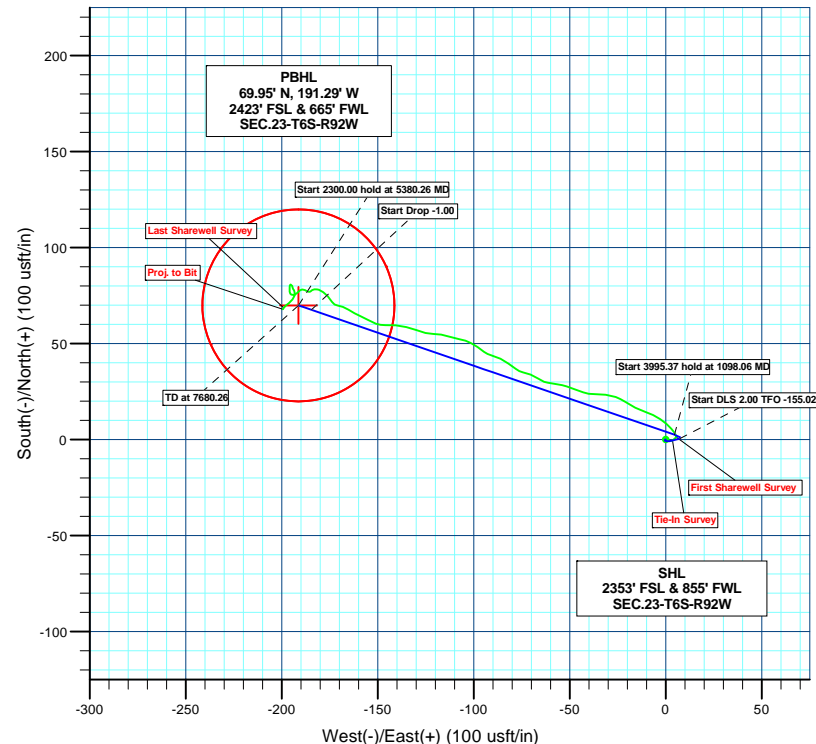 200
150
100
50
0
-50
-100
South(-)/North(+) (100 usft/in)
PBHL
69.95' N, 191.29' W
2423' FSL & 665' FWL
SEC.23-T6S-R92W
Start 2300.00 hold at 5380.26 MD
Start Drop -1.00
Last Sharewell Survey
Proj. to Bit
TD at 7680.26
Start 3995.37 hold at 1098.06 MD
Start DLS 2.00 TFO -155.02
First Sharewell Survey
Tie-In Survey
SHL
2353' FSL & 855' FWL
SEC.23-T6S-R92W
-300 -250 -200 -150 -100 -50 0 50
West(-)/East(+) (100 usft/in)